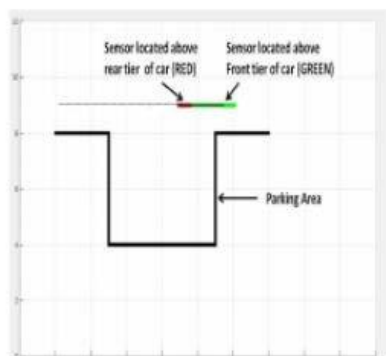 Sensor located above
rear tier of car (RED)
Sensor located above
Front tier of car (GREEN)
Parking Area